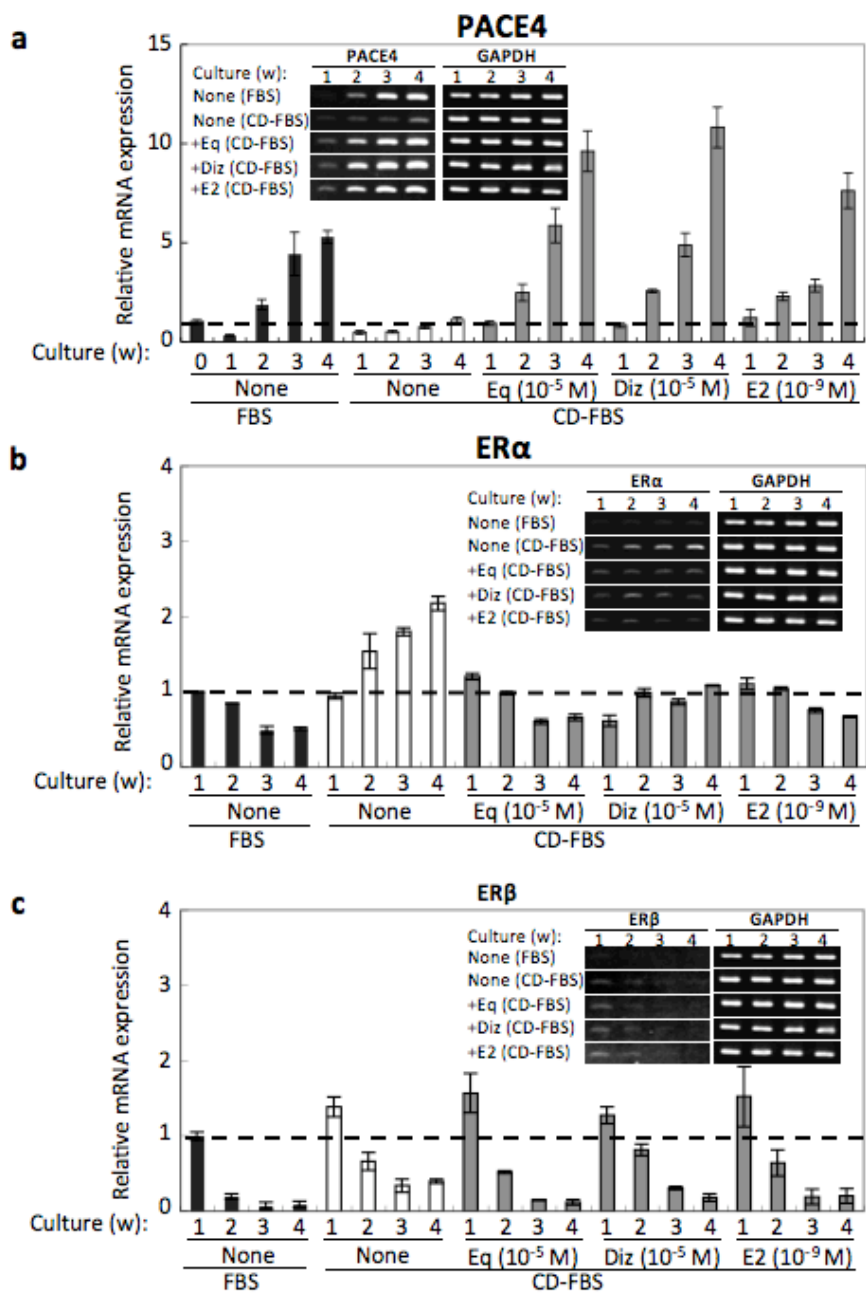 a
PACE4
15
10
5
0
Relative mRNA expression
PACE4 GAPDH
Culture (w): 1 2 3 4 1 2 3 4
None (FBS)
None (CD-FBS)
+Eq (CD-FBS)
+Diz (CD-FBS)
+E2 (CD-FBS)
Culture (w): 0 1 2 3 4 1 2 3 4 1 2 3 4 1 2 3 4 1 2 3 4
None None Eq (10⁻⁵ M) Diz (10⁻⁵ M) E2 (10⁻⁹ M)
FBS CD-FBS
b
ERα
4
3
2
1
0
Relative mRNA expression
ERα GAPDH
Culture (w): 1 2 3 4 1 2 3 4
None (FBS)
None (CD-FBS)
+Eq (CD-FBS)
+Diz (CD-FBS)
+E2 (CD-FBS)
Culture (w): 1 2 3 4 1 2 3 4 1 2 3 4 1 2 3 4 1 2 3 4
None None Eq (10⁻⁵ M) Diz (10⁻⁵ M) E2 (10⁻⁹ M)
FBS CD-FBS
c
ERβ
4
3
2
1
0
Relative mRNA expression
ERβ GAPDH
Culture (w): 1 2 3 4 1 2 3 4
None (FBS)
None (CD-FBS)
+Eq (CD-FBS)
+Diz (CD-FBS)
+E2 (CD-FBS)
Culture (w): 1 2 3 4 1 2 3 4 1 2 3 4 1 2 3 4 1 2 3 4
None None Eq (10⁻⁵ M) Diz (10⁻⁵ M) E2 (10⁻⁹ M)
FBS CD-FBS